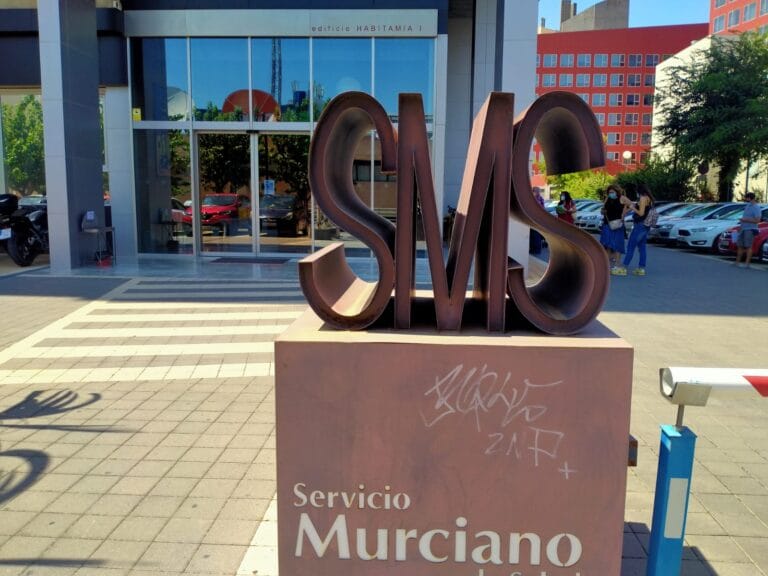 edificio HABITAMIA I
SMS
Servicio
Murciano